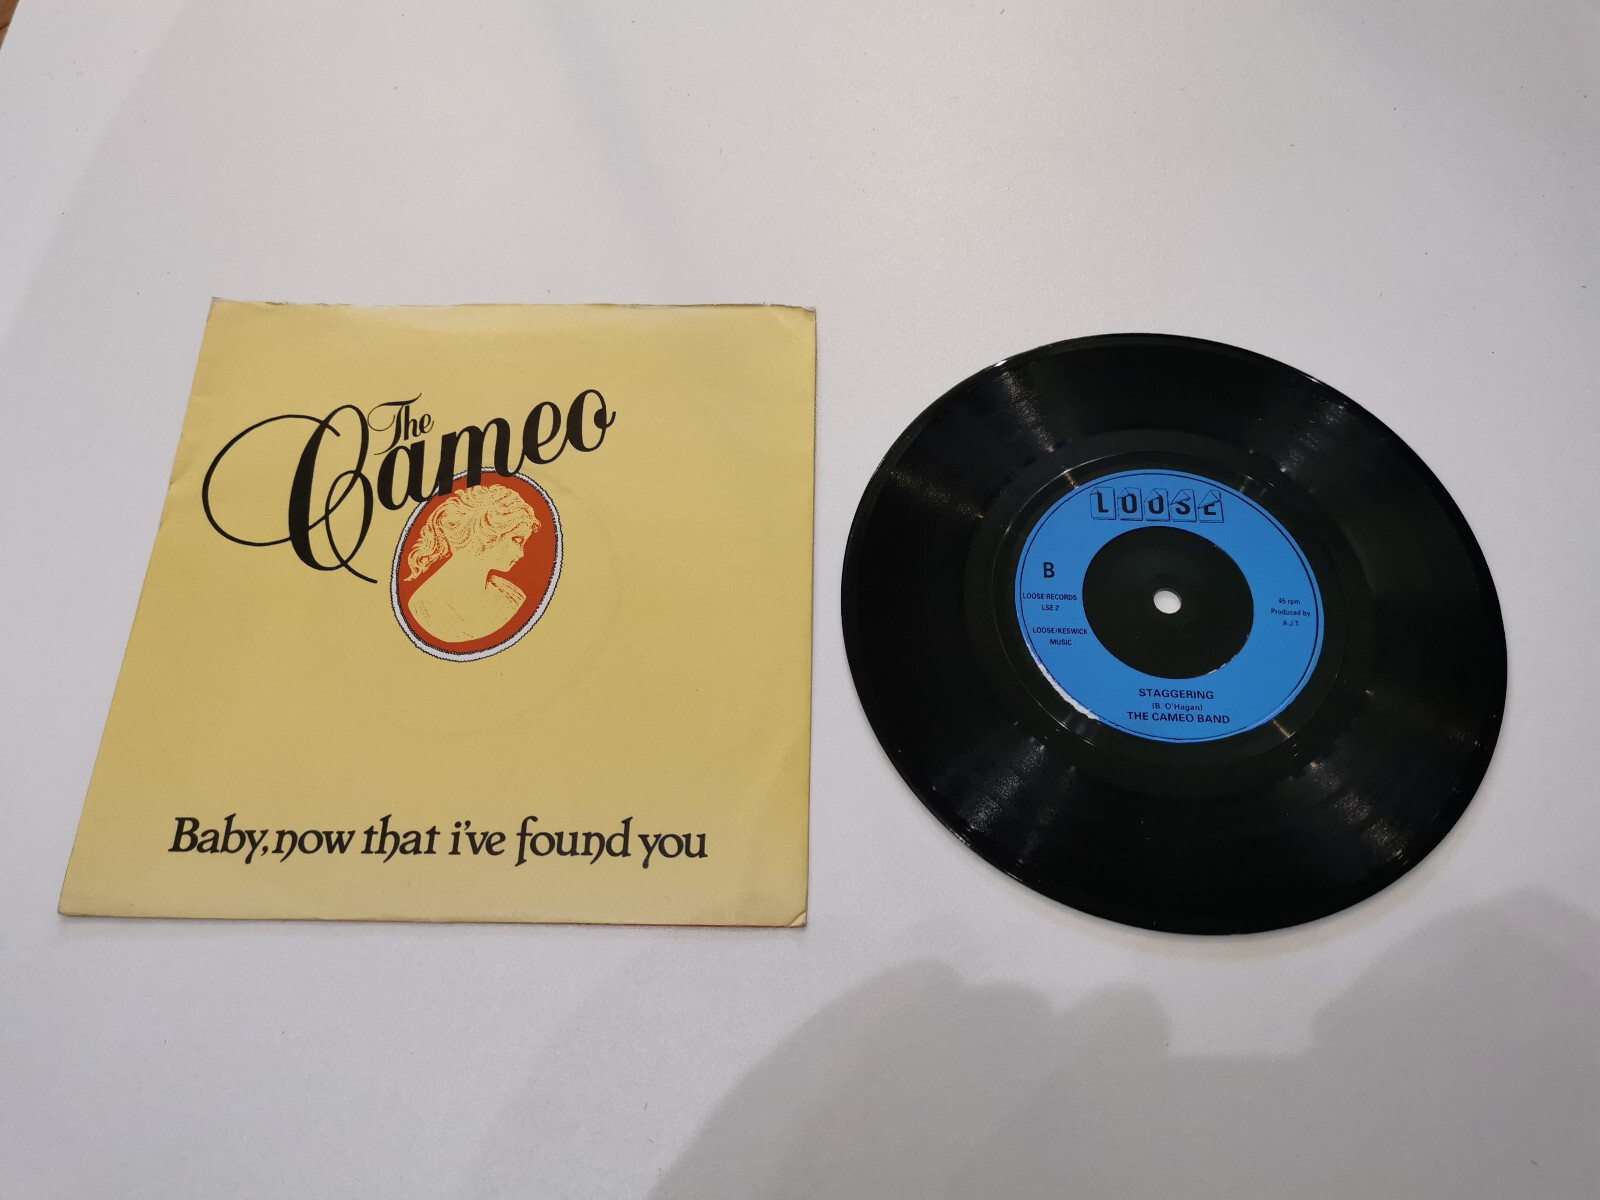 The
Cameo
Baby, now that i've found you
LOOSE
B
LOOSE RECORDS
LSE 2
LOOSE/KESWICK
MUSIC
45 rpm
Produced by
A.J T.
STAGGERING
(B. O'Hagan)
THE CAMEO BAND